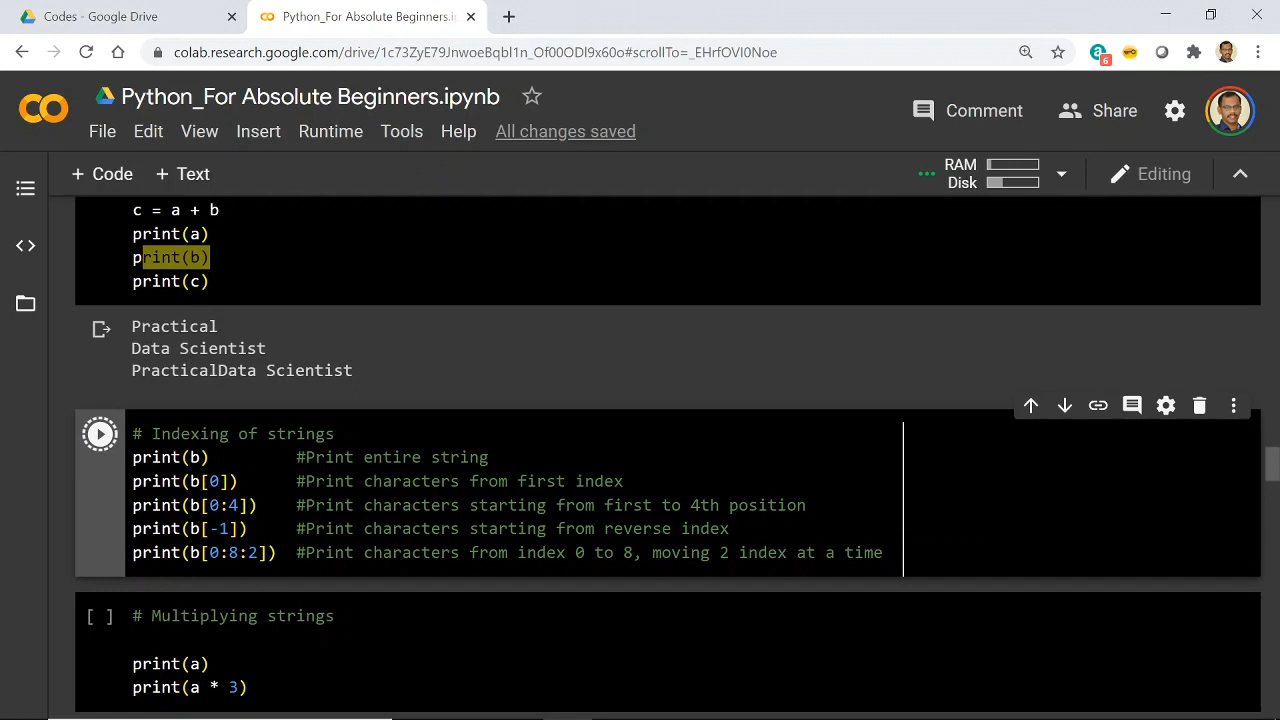 Codes - Google Drive
Python_For Absolute Beginners.i
colab.research.google.com/drive/1c73ZyE79JnwoeBqbl1n_Of00ODl9x60o#scrollTo=_EHrfOVI0Noe
6
Python_For Absolute Beginners.ipynb
Comment
Share
File Edit View Insert Runtime Tools Help All changes saved
+ Code + Text
RAM
Disk
Editing
c = a + b
print(a)
print(b)
print(c)
Practical
Data Scientist
PracticalData Scientist
# Indexing of strings
print(b) #Print entire string
print(b[0]) #Print characters from first index
print(b[0:4]) #Print characters starting from first to 4th position
print(b[-1]) #Print characters starting from reverse index
print(b[0:8:2]) #Print characters from index 0 to 8, moving 2 index at a time
[ ] # Multiplying strings
print(a)
print(a * 3)